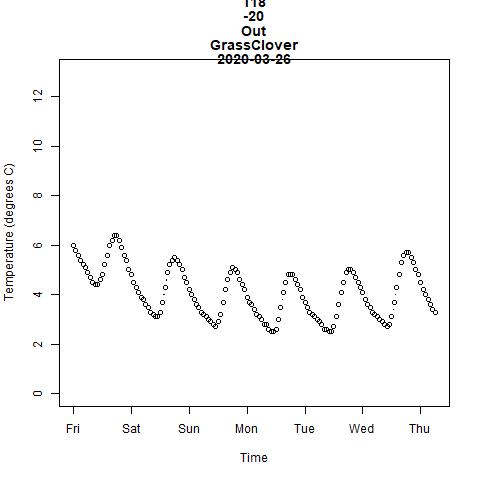 T18
-20
Out
GrassClover
2020-03-26
Temperature (degrees C)
12
10
8
6
4
2
0
Fri Sat Sun Mon Tue Wed Thu
Time